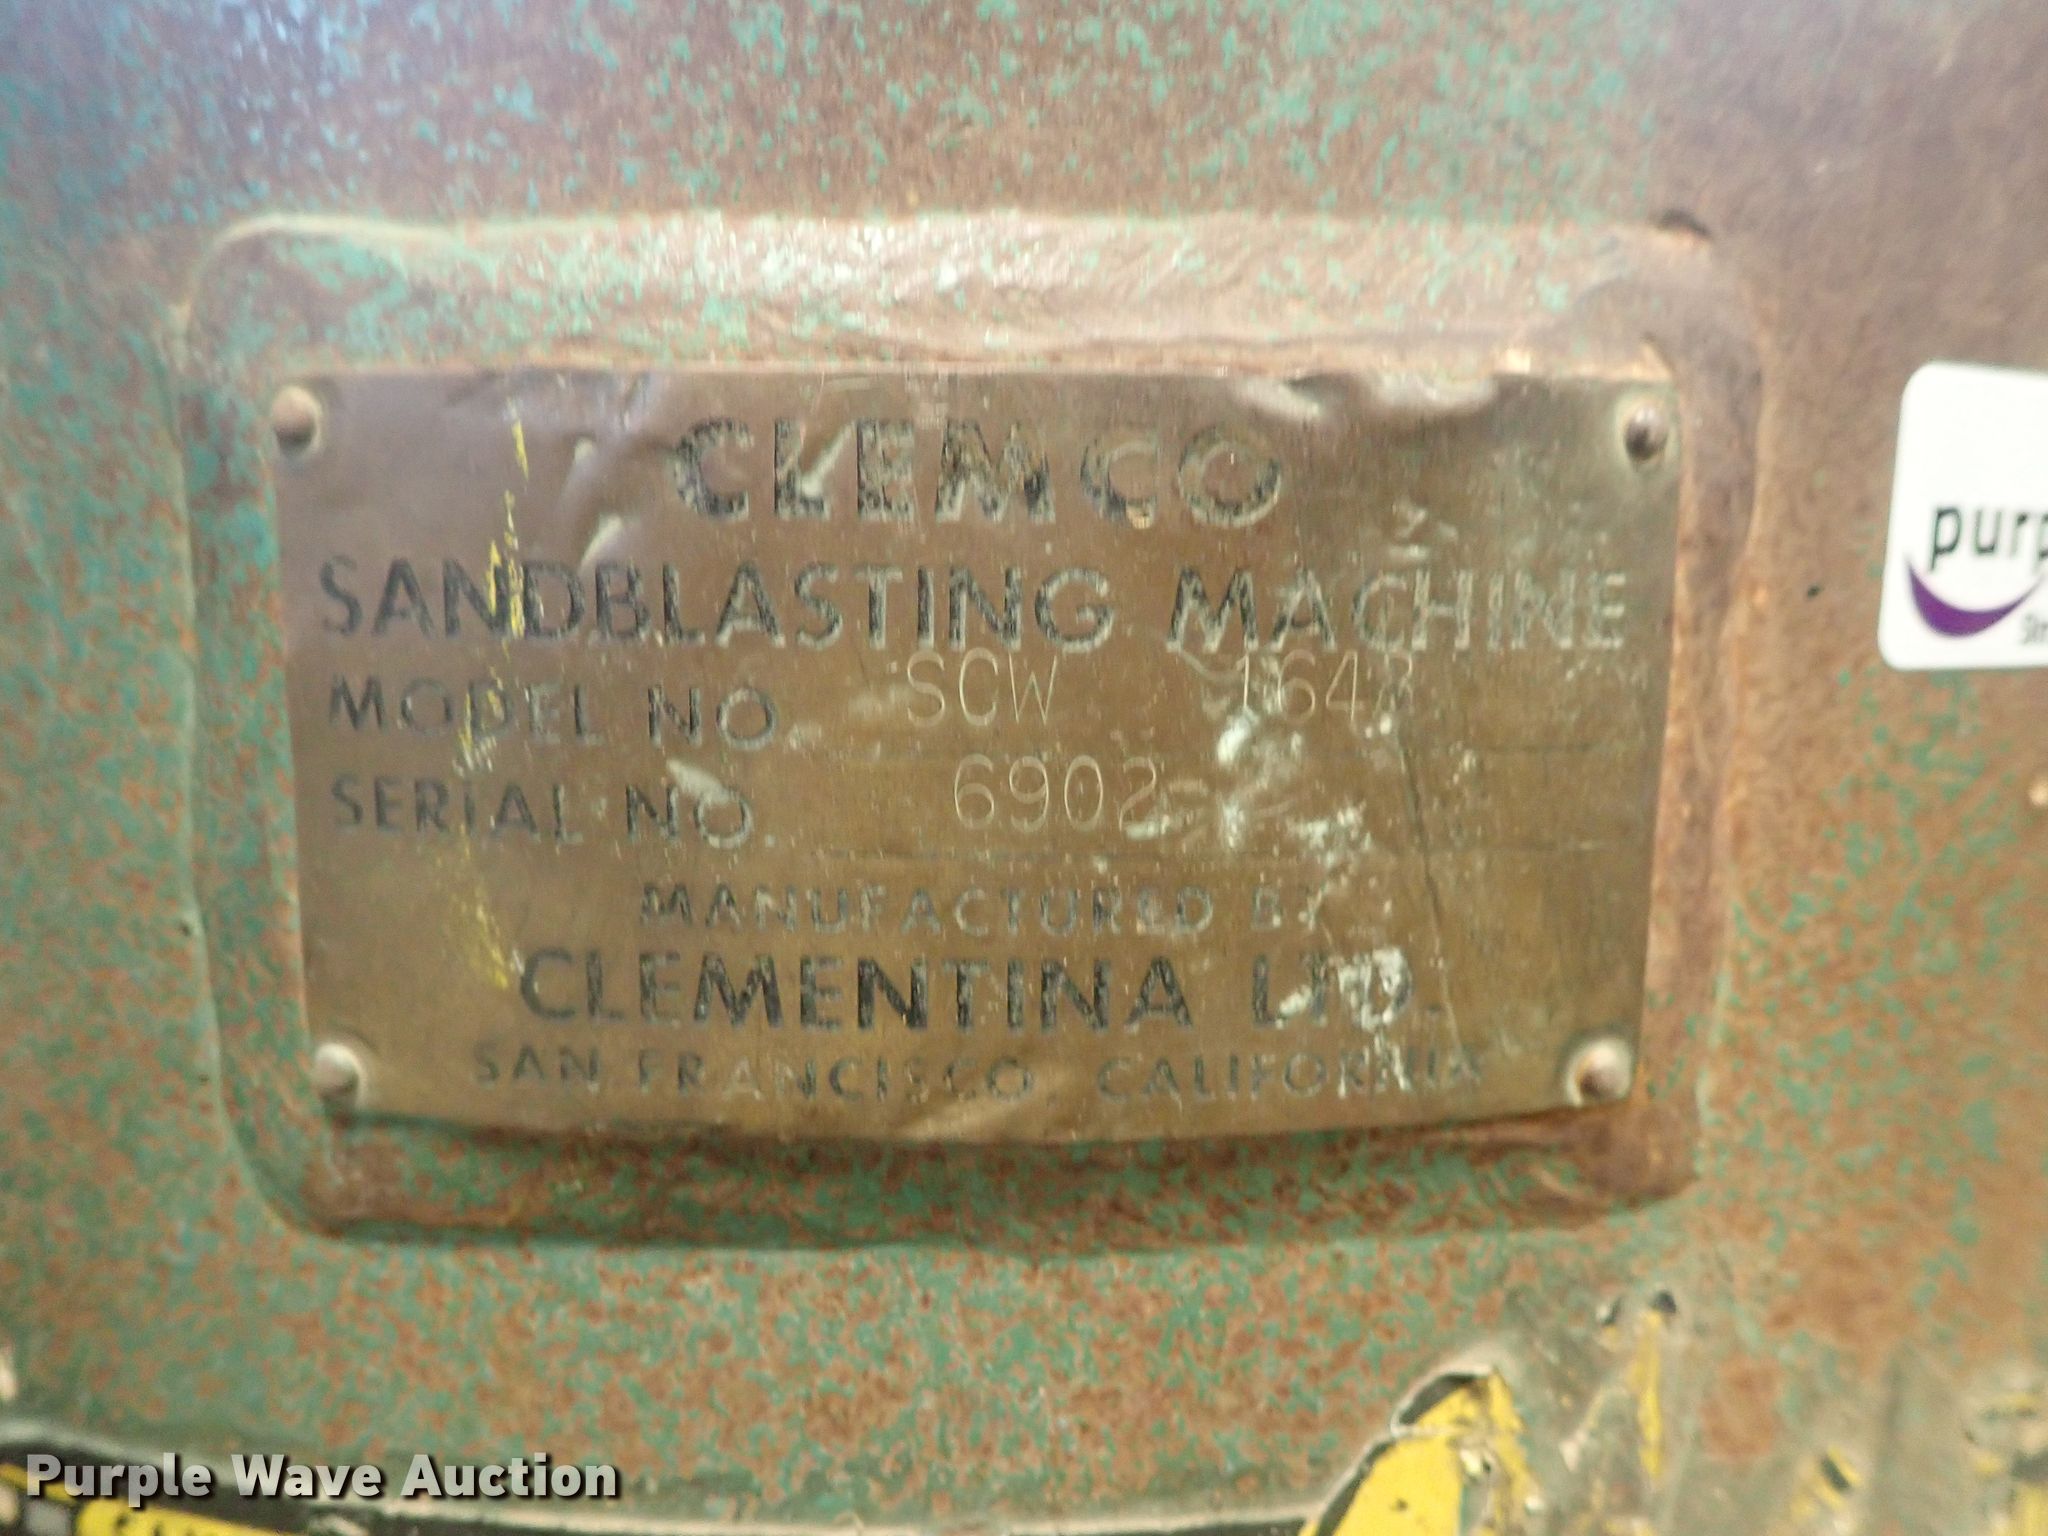 CLEMCO
SANDBLASTING MACHINE
MODEL NO. SCW
SERIAL NO. 6902
MANUFACTURED BY
CLEMENTINA LTD.
SAN FRANCISCO, CALIFORNIA
purp
Purple Wave Auction